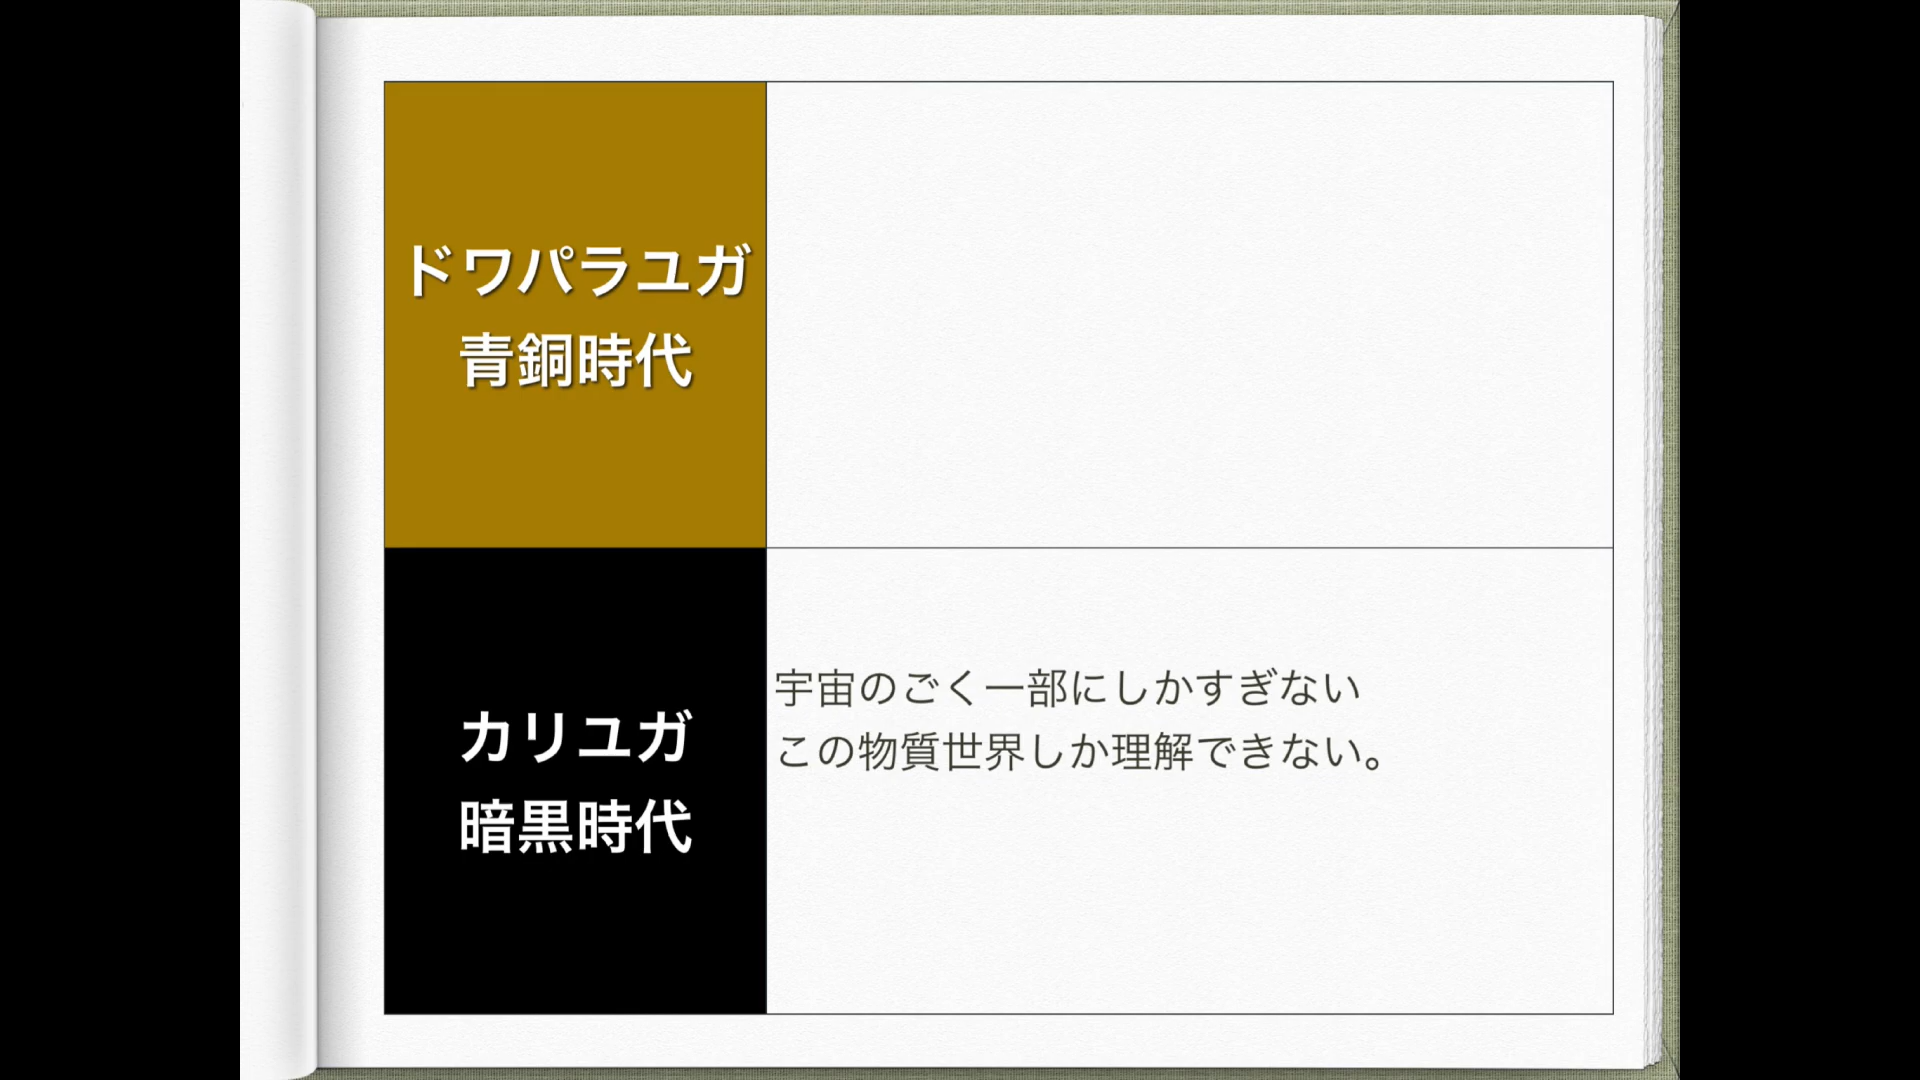 ドワパラユガ
青銅時代
カリユガ
暗黒時代
宇宙のごく一部にしかすぎない
この物質世界しか理解できない。